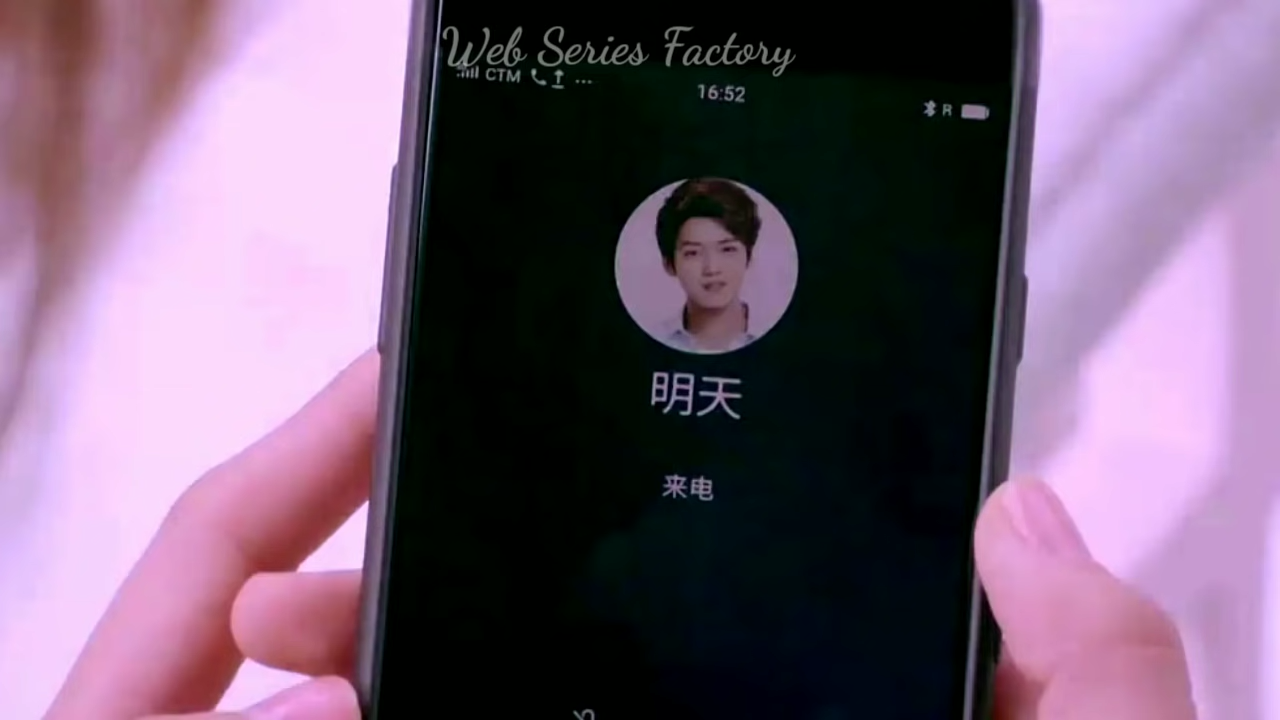 Web Series Factory
CTM
16:52
R
明天
来电